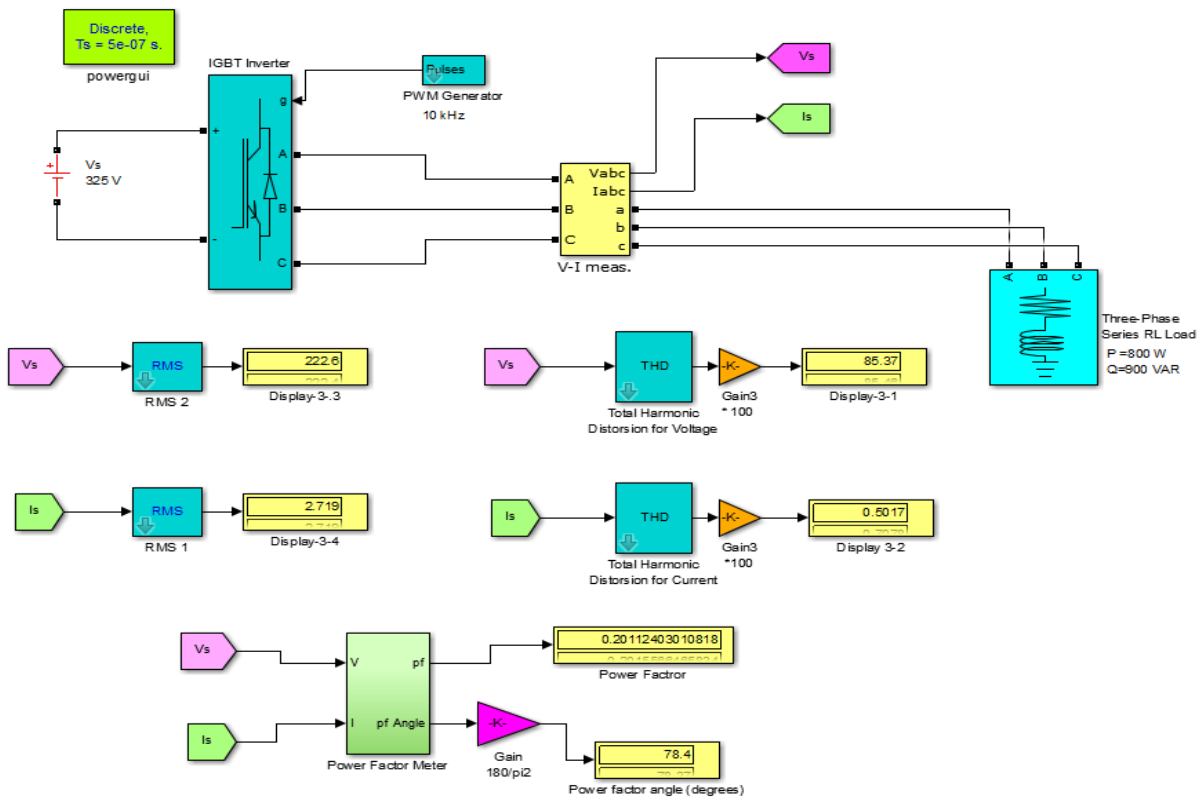 Discrete,
Ts = 5e-07 s.
powergui
IGBT Inverter
g
+
A
B
-
C
Pulses
PWM Generator
10 kHz
Vs
325 V
Vs
Is
A
B
C
Vabc
Iabc
a
b
c
V-I meas.
A
B
C
Three-Phase
Series RL Load
P =800 W
Q=900 VAR
Vs
RMS
RMS 2
222.6
Display-3-.3
Vs
THD
Total Harmonic
Distorsion for Voltage
-K-
Gain3
* 100
85.37
Display-3-1
Is
RMS
RMS 1
2.719
Display-3-4
Is
THD
Total Harmonic
Distorsion for Current
-K-
Gain3
*100
0.5017
Display 3-2
Vs
Is
V
I
pf
pf Angle
Power Factor Meter
0.20112403010818
Power Factror
-K-
Gain
180/pi2
78.4
Power factor angle (degrees)